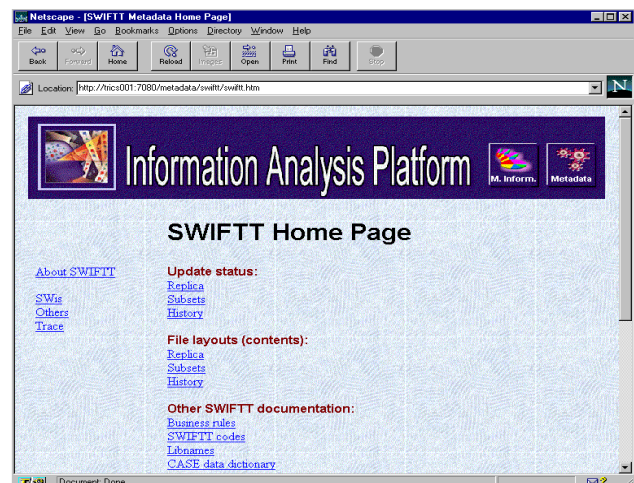 Netscape - [SWIFTT Metadata Home Page]
File Edit View Go Bookmarks Options Directory Window Help
Back Forward Home Reload Images Open Print Find Stop
Location: http://trics001:7080/metadata/swiftt/swiftt.htm
N
Information Analysis Platform
M. Inform. Metadata
SWIFTT Home Page
About SWIFTT
SWis
Others
Trace
Update status:
Replica
Subsets
History
File layouts (contents):
Replica
Subsets
History
Other SWIFTT documentation:
Business rules
SWIFTT codes
Libnames
CASE data dictionary
Document: Done